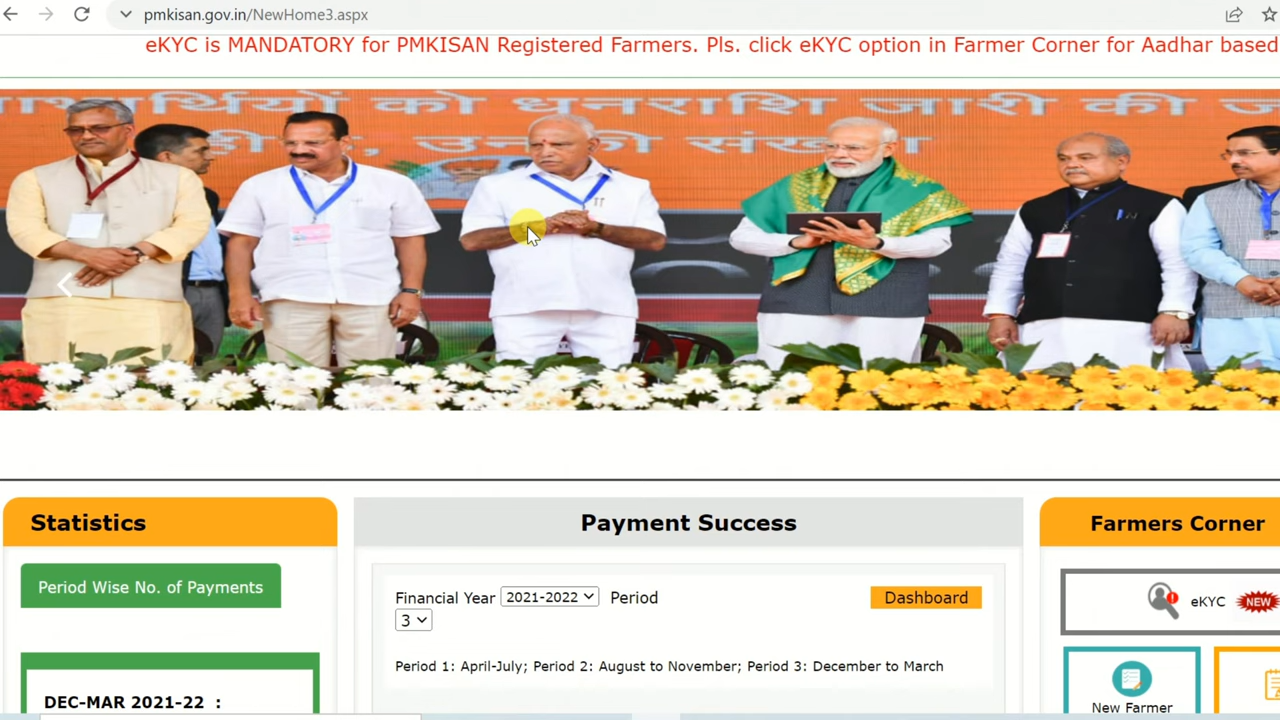 pmkisan.gov.in/NewHome3.aspx
eKYC is MANDATORY for PMKISAN Registered Farmers. Pls. click eKYC option in Farmer Corner for Aadhar based
को धनराशि जारी की
उनकी संख्या
Statistics
Payment Success
Farmers Corner
Period Wise No. of Payments
Financial Year 2021-2022 Period
Dashboard
3
eKYC NEW
Period 1: April-July; Period 2: August to November; Period 3: December to March
DEC-MAR 2021-22 :
New Farmer